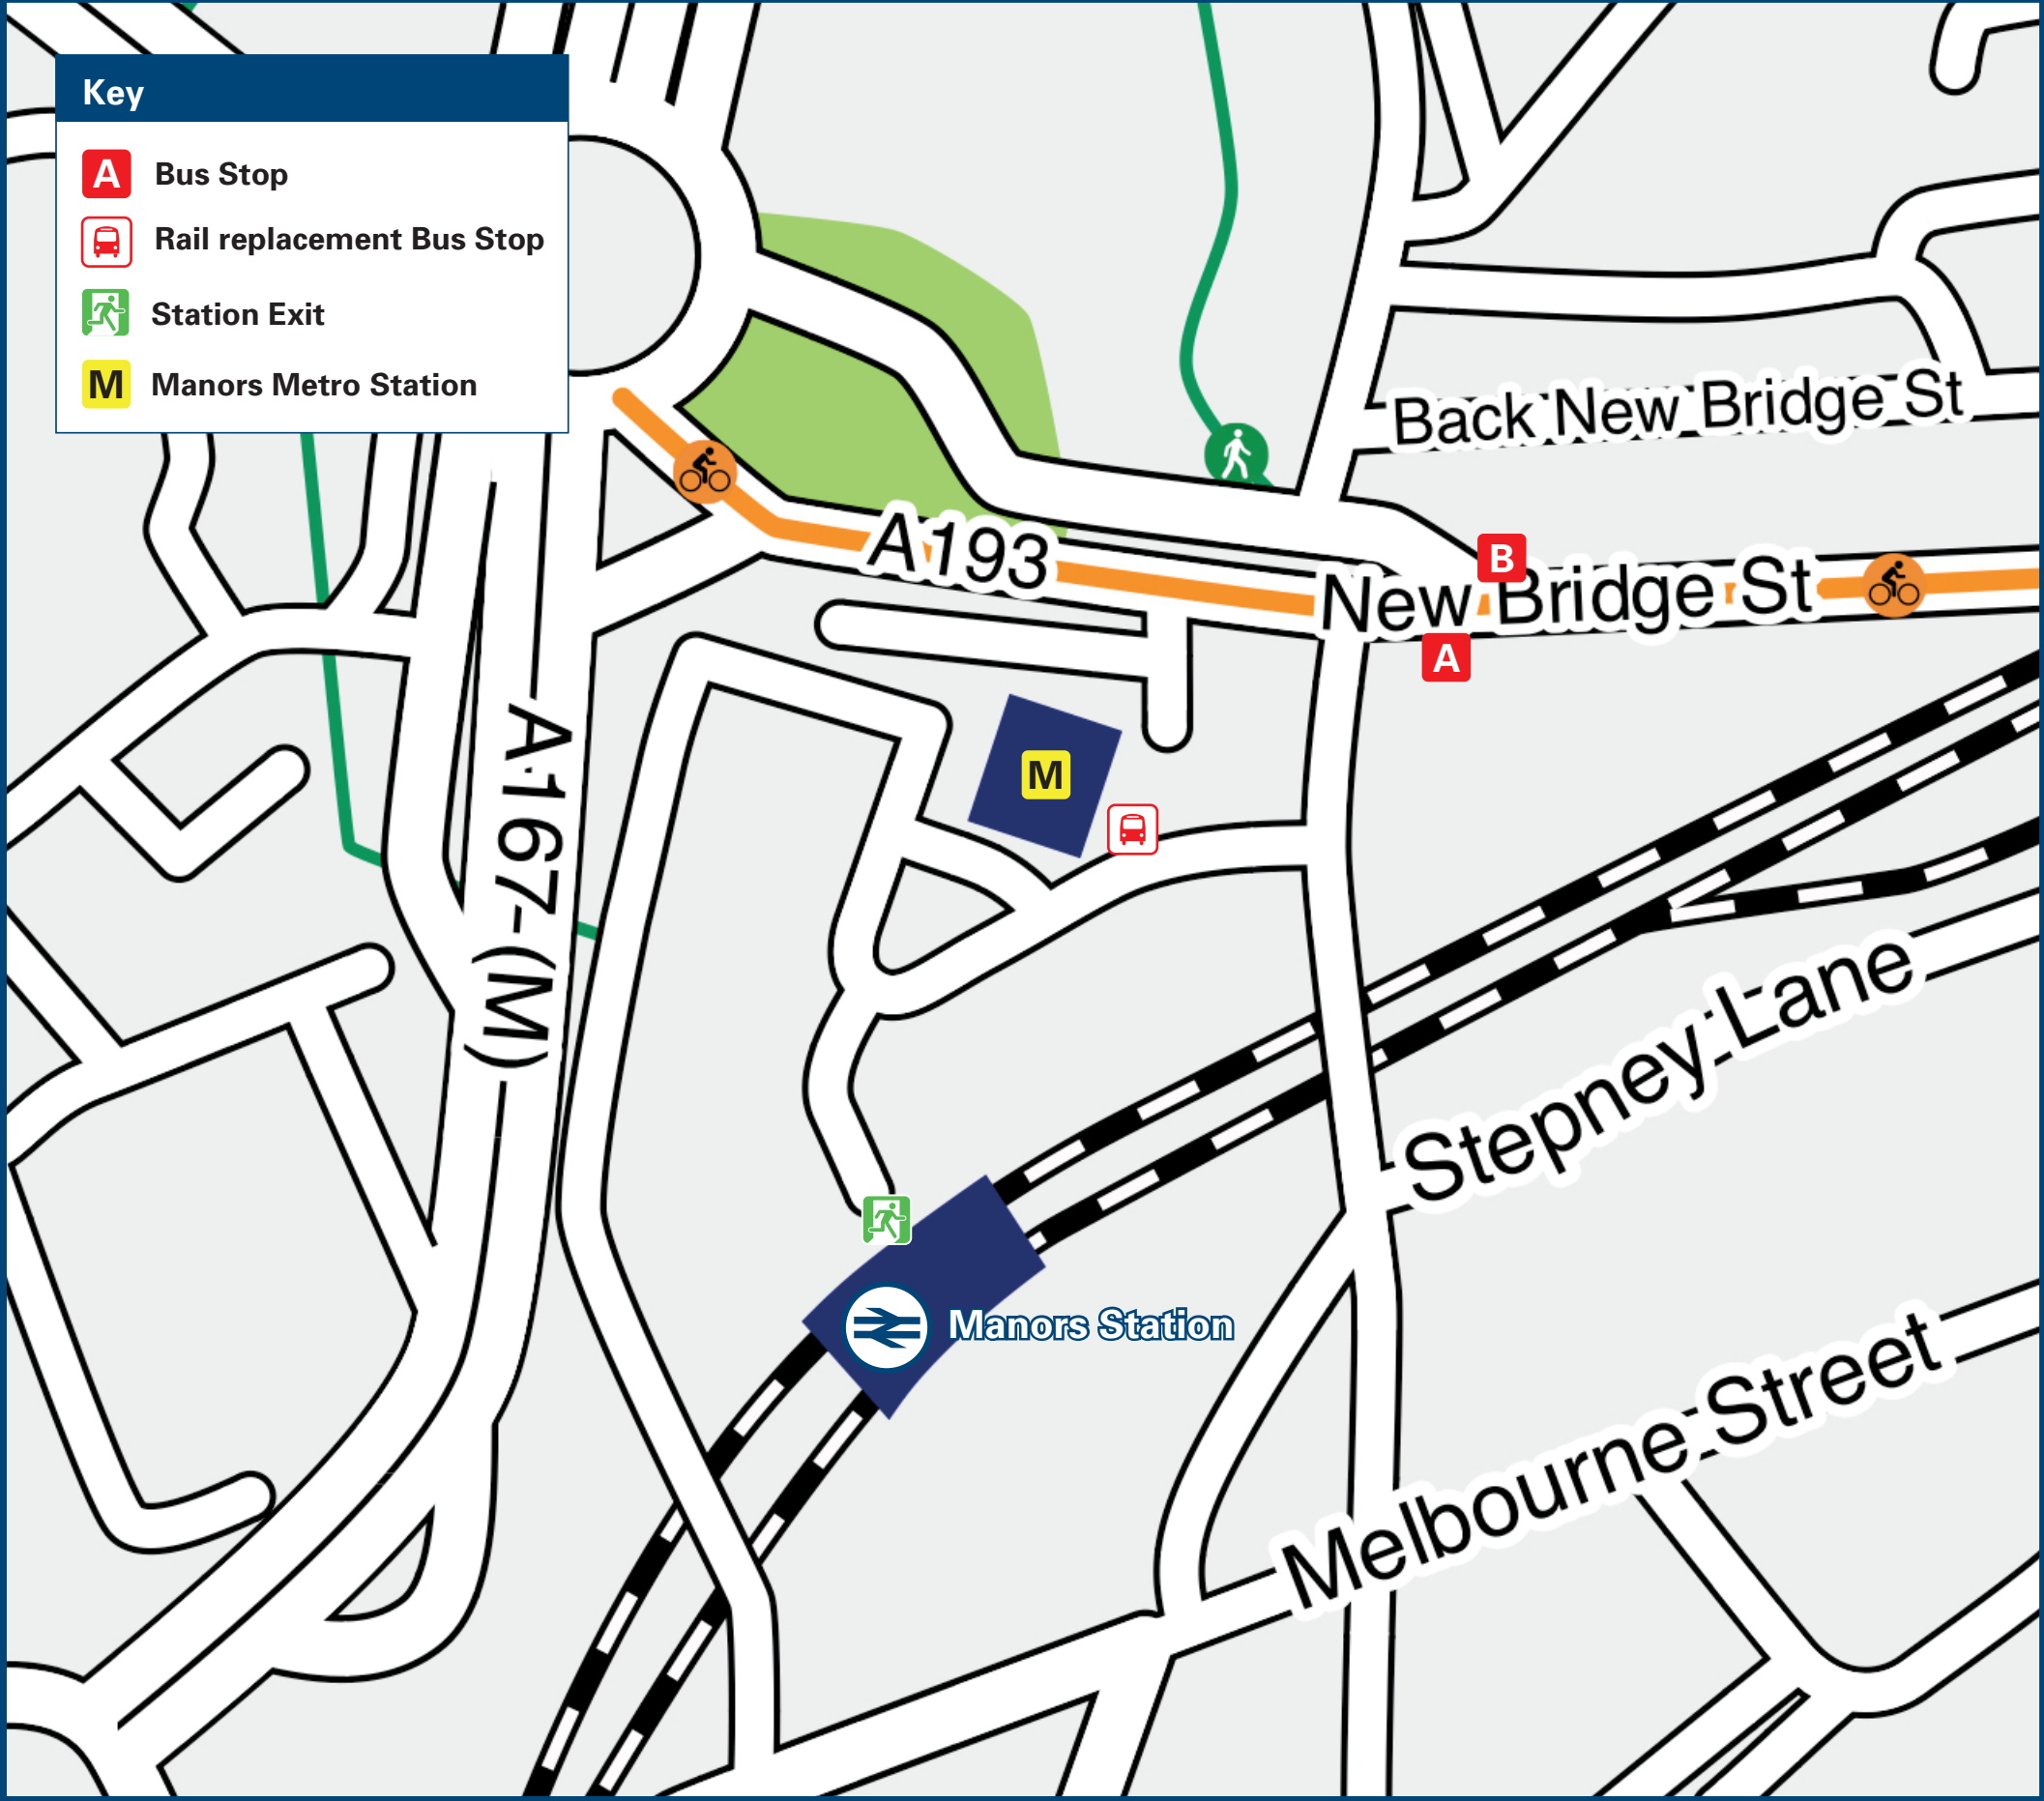 Key
A Bus Stop
Rail replacement Bus Stop
Station Exit
M Manors Metro Station
Back New Bridge St
A193
B
New Bridge St
A
A167-(M)
M
Stepney Lane
Manors Station
Melbourne Street